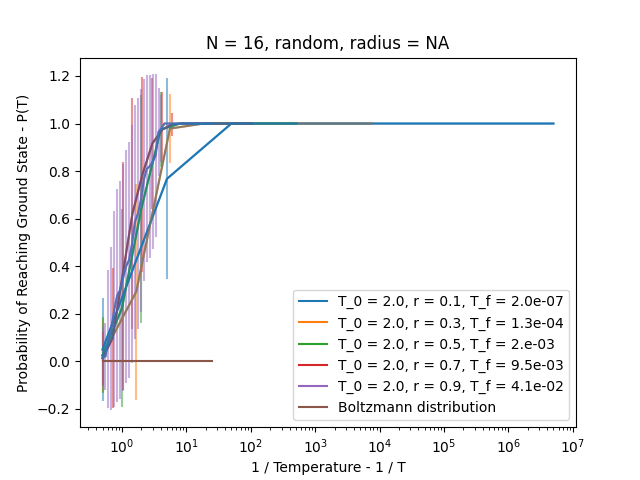 N = 16, random, radius = NA
Probability of Reaching Ground State - P(T)
1.2
1.0
0.8
0.6
0.4
0.2
0.0
−0.2
T_0 = 2.0, r = 0.1, T_f = 2.0e-07
T_0 = 2.0, r = 0.3, T_f = 1.3e-04
T_0 = 2.0, r = 0.5, T_f = 2.e-03
T_0 = 2.0, r = 0.7, T_f = 9.5e-03
T_0 = 2.0, r = 0.9, T_f = 4.1e-02
Boltzmann distribution
10⁰ 10¹ 10² 10³ 10⁴ 10⁵ 10⁶ 10⁷
1 / Temperature - 1 / T